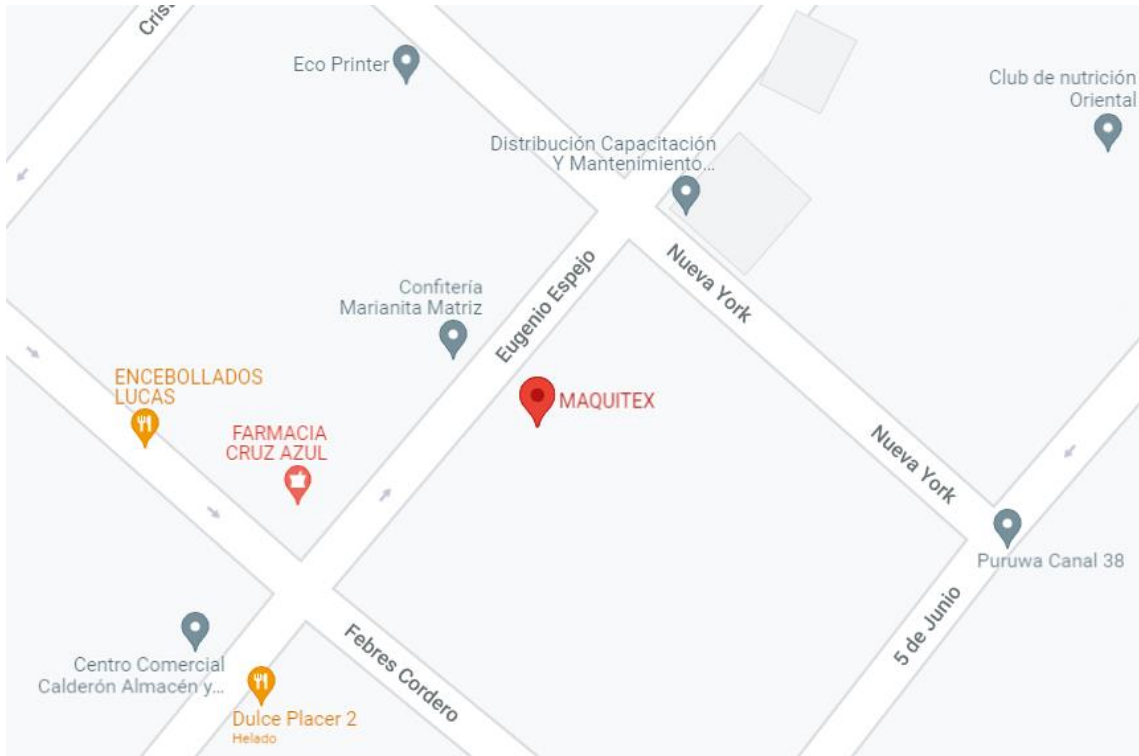 Eco Printer
Club de nutrición
Oriental
Distribución Capacitación
Y Mantenimiento...
Nueva York
Eugenio Espejo
Confitería
Marianita Matriz
ENCEBOLLADOS
LUCAS
MAQUITEX
FARMACIA
CRUZ AZUL
Nueva York
Puruwa Canal 38
5 de Junio
Febres Cordero
Centro Comercial
Calderón Almacén y...
Dulce Placer 2
Helado